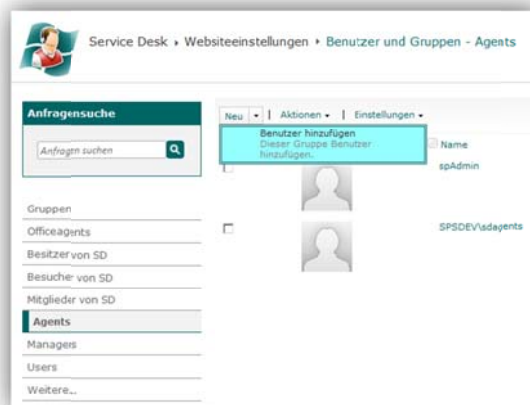 Service Desk ▸ Websiteeinstellungen ▸ Benutzer und Gruppen - Agents
Anfragensuche
Anfragen suchen
Gruppen
Officeagents
Besitzer von SD
Besucher von SD
Mitglieder von SD
Agents
Managers
Users
Weitere...
Neu | Aktionen | Einstellungen
Benutzer hinzufügen
Dieser Gruppe Benutzer
hinzufügen.
Name
spAdmin
SPSDEV\sdagents